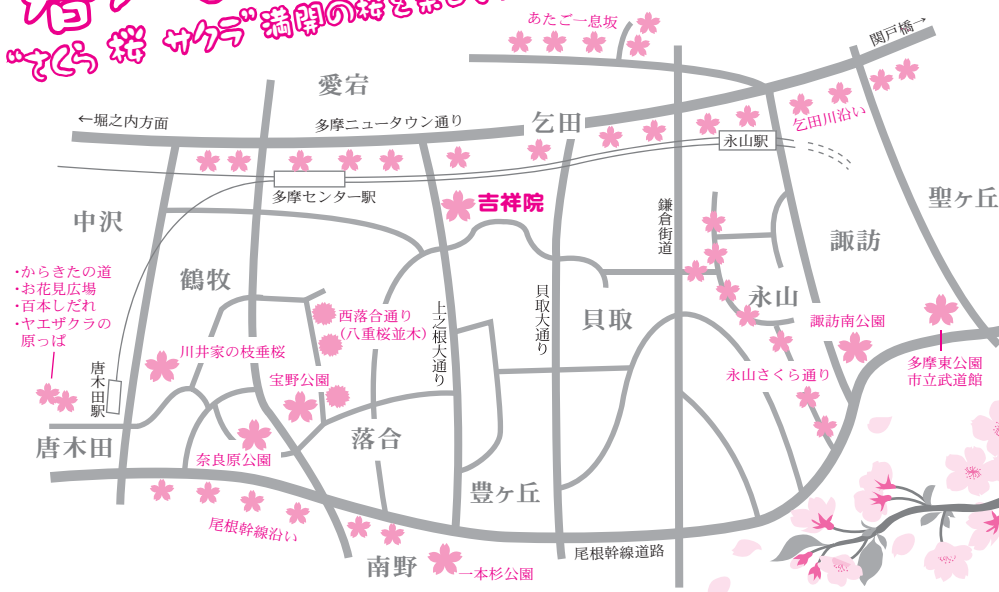 “さくら 桜 サクラ”満開の桜を楽し
あたご一息坂
関戸橋→
愛宕
←堀之内方面
多摩ニュータウン通り
乞田
乞田川沿い
永山駅
多摩センター駅
吉祥院
中沢
鎌倉街道
聖ヶ丘
諏訪
・からきたの道
・お花見広場
・百本しだれ
・ヤエザクラの
原っぱ
鶴牧
西落合通り
(八重桜並木)
上之根大通り
貝取大通り
貝取
永山
諏訪南公園
川井家の枝垂桜
宝野公園
永山さくら通り
多摩東公園
市立武道館
唐木田駅
唐木田
奈良原公園
落合
豊ヶ丘
尾根幹線沿い
南野
一本杉公園
尾根幹線道路